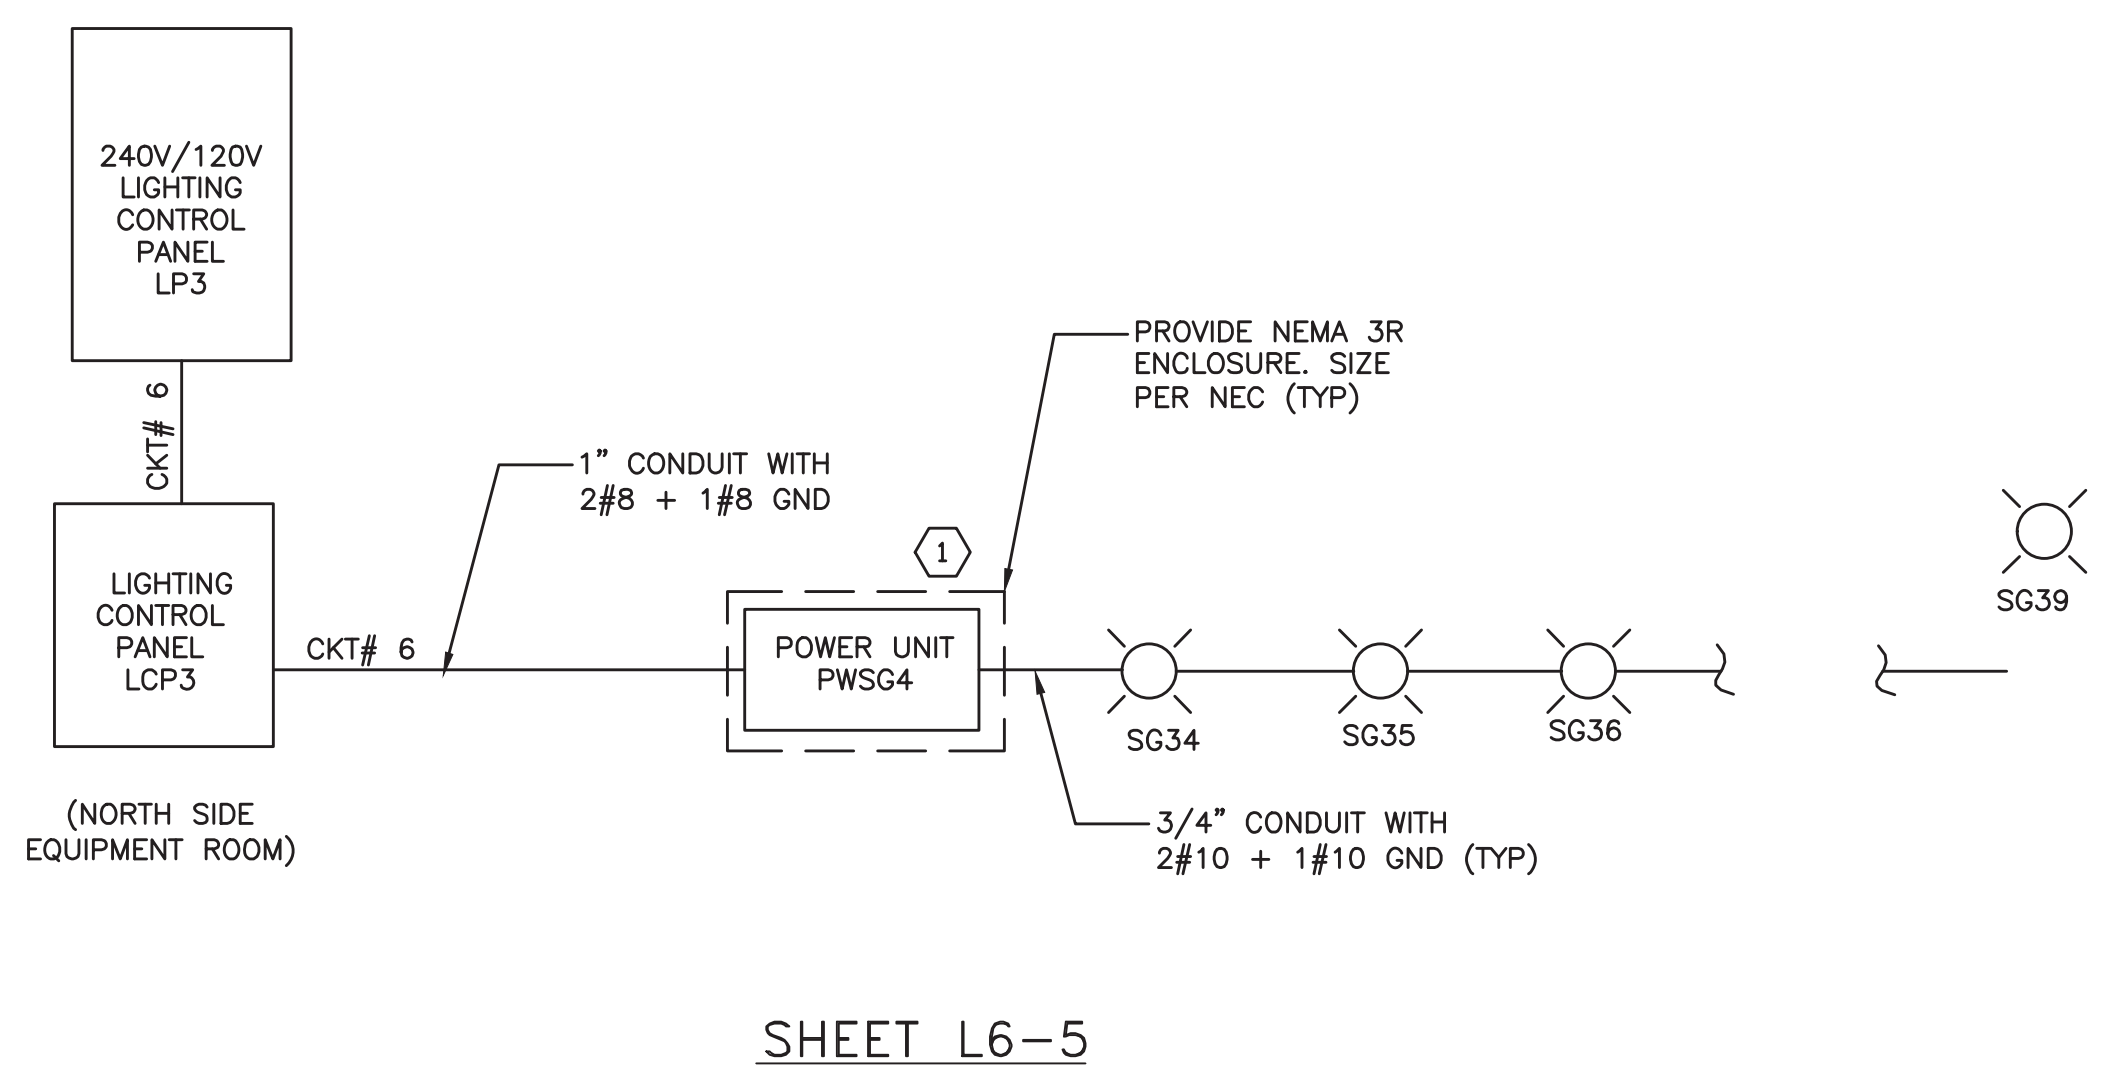 240V/120V
LIGHTING
CONTROL
PANEL
LP3
CKT# 6
LIGHTING
CONTROL
PANEL
LCP3
(NORTH SIDE
EQUIPMENT ROOM)
CKT# 6
1” CONDUIT WITH
2#8 + 1#8 GND
1
POWER UNIT
PWSG4
PROVIDE NEMA 3R
ENCLOSURE. SIZE
PER NEC (TYP)
3/4” CONDUIT WITH
2#10 + 1#10 GND (TYP)
SG34
SG35
SG36
SG39
SHEET L6-5